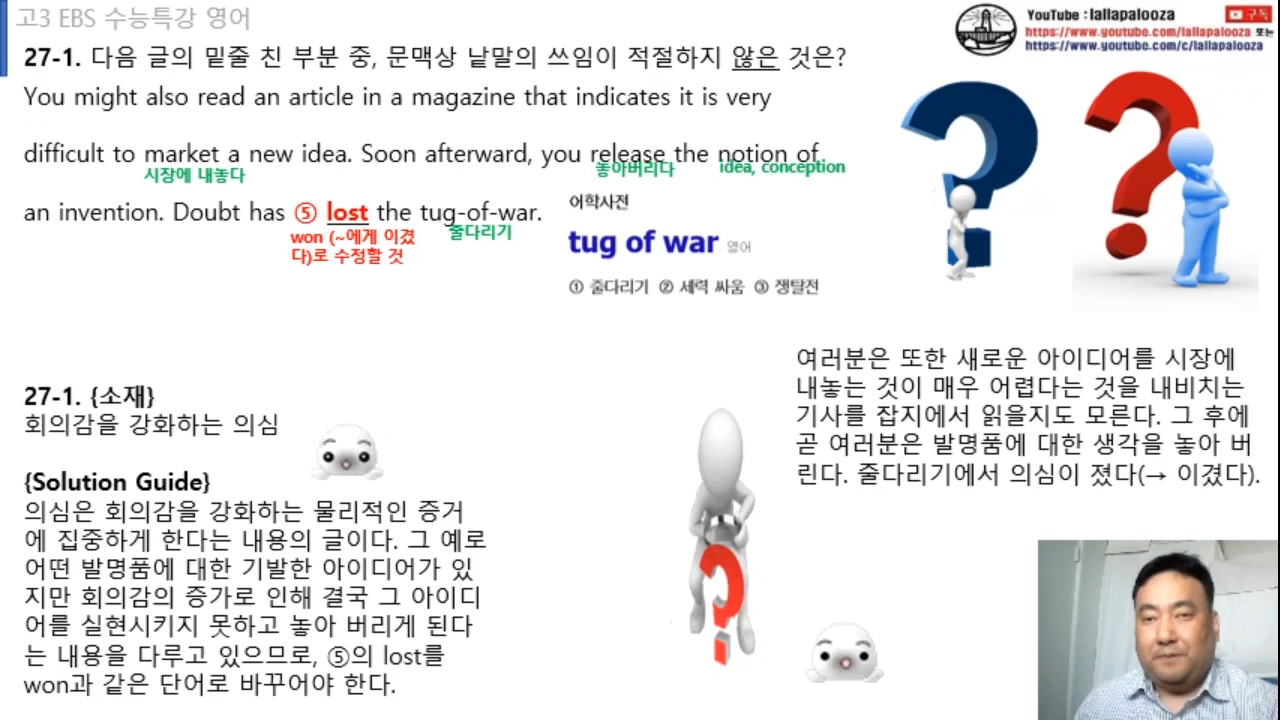 고3 EBS 수능특강 영어
YouTube : lallapalooza
구독
https://www.youtube.com/lallapalooza 또는
https://www.youtube.com/c/lallapalooza
27-1. 다음 글의 밑줄 친 부분 중, 문맥상 낱말의 쓰임이 적절하지 않은 것은?
You might also read an article in a magazine that indicates it is very
difficult to market a new idea. Soon afterward, you release the notion of
시장에 내놓다
놓아버리다
idea, conception
an invention. Doubt has ⑤ lost the tug-of-war.
won (~에게 이겼
다)로 수정할 것
줄다리기
어학사전
tug of war 영어
① 줄다리기 ② 세력 싸움 ③ 쟁탈전
여러분은 또한 새로운 아이디어를 시장에
내놓는 것이 매우 어렵다는 것을 내비치는
기사를 잡지에서 읽을지도 모른다. 그 후에
곧 여러분은 발명품에 대한 생각을 놓아 버
린다. 줄다리기에서 의심이 졌다(→ 이겼다).
27-1. {소재}
회의감을 강화하는 의심
{Solution Guide}
의심은 회의감을 강화하는 물리적인 증거
에 집중하게 한다는 내용의 글이다. 그 예로
어떤 발명품에 대한 기발한 아이디어가 있
지만 회의감의 증가로 인해 결국 그 아이디
어를 실현시키지 못하고 놓아 버리게 된다
는 내용을 다루고 있으므로, ⑤의 lost를
won과 같은 단어로 바꾸어야 한다.